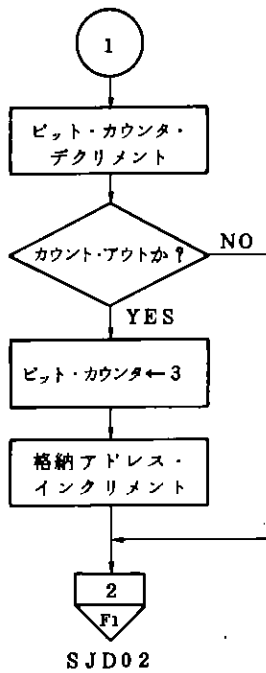 1
ビット・カウンタ・
デクリメント
カウント・アウトか？
NO
YES
ビット・カウンタ←3
格納アドレス・
インクリメント
2
F1
SJD02